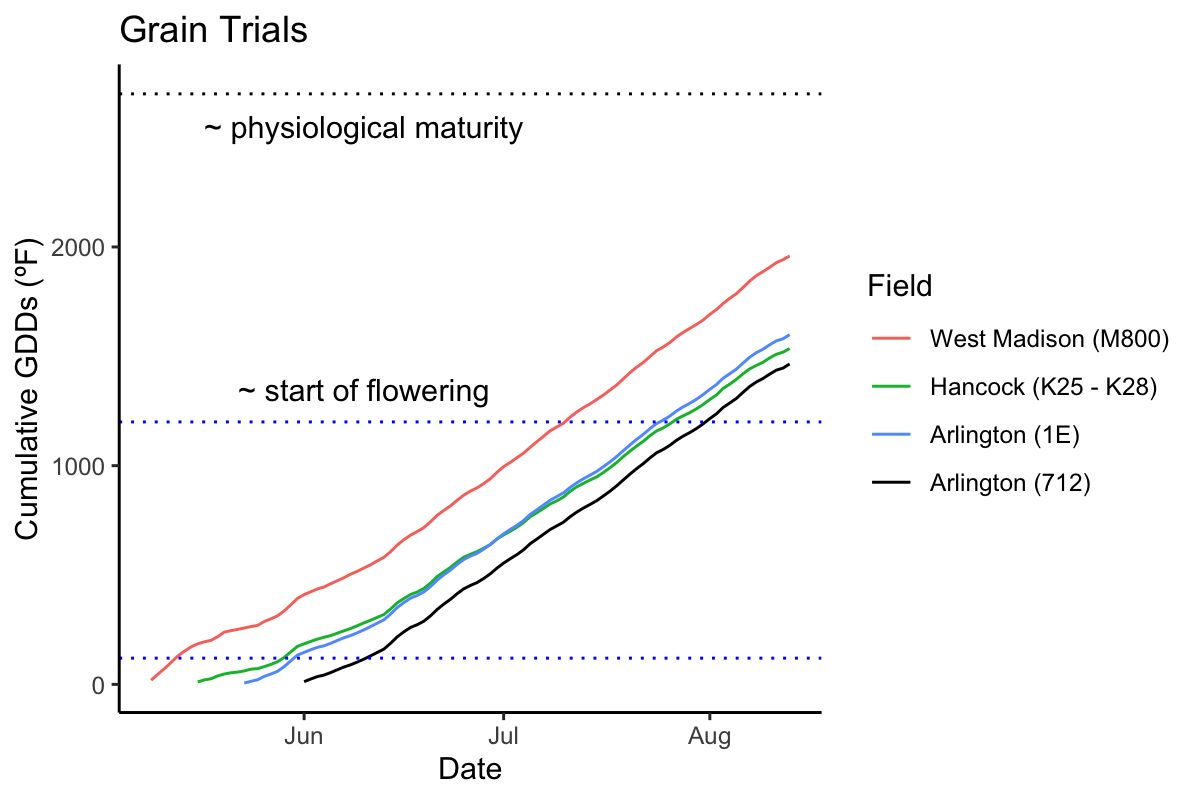 Grain Trials
~ physiological maturity
2000
~ start of flowering
1000
0
Cumulative GDDs (ºF)
Jun Jul Aug
Date
Field
West Madison (M800)
Hancock (K25 - K28)
Arlington (1E)
Arlington (712)